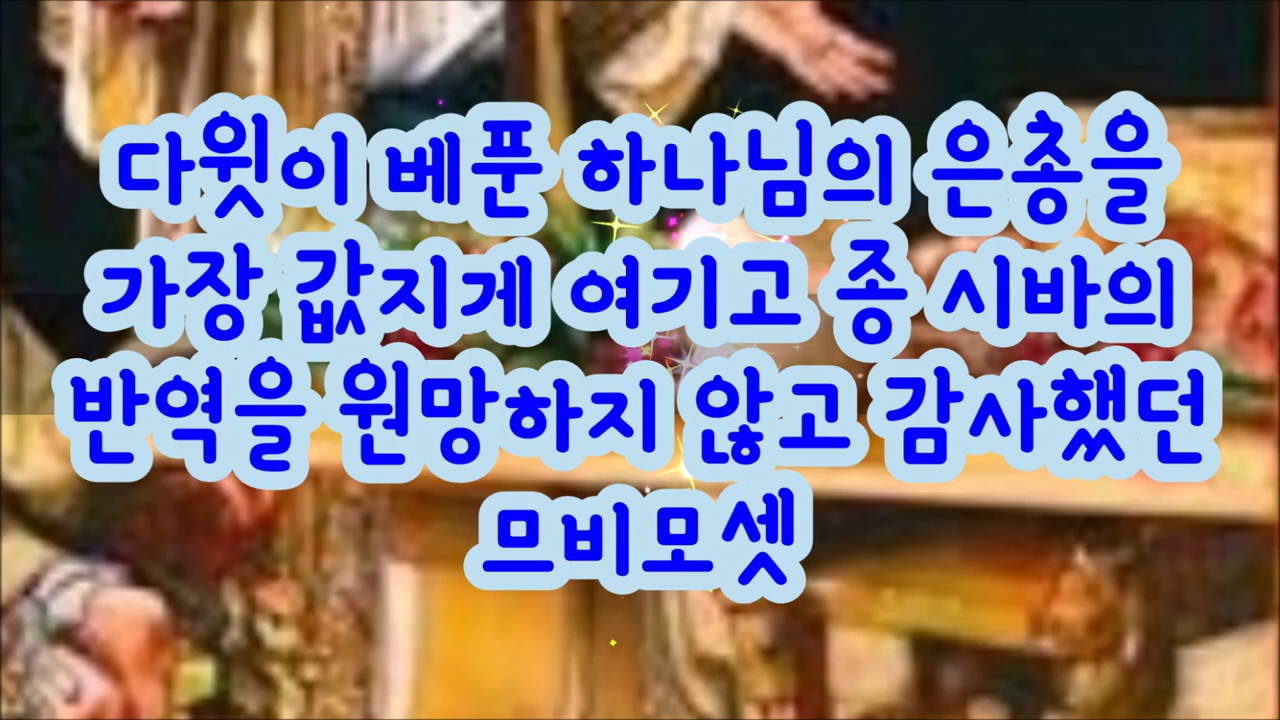 다윗이 베푼 하나님의 은총을
가장 값지게 여기고 종 시바의
반역을 원망하지 않고 감사했던
므비모셋